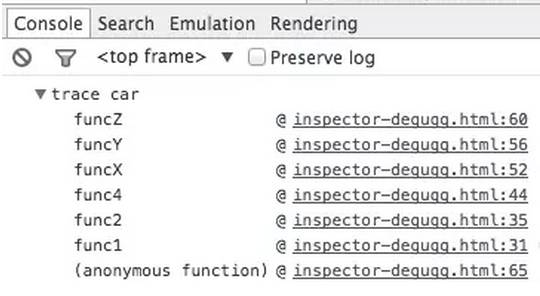 Console Search Emulation Rendering
<top frame> ▼ Preserve log
▼ trace car
funcZ @ inspector-degugg.html:60
funcY @ inspector-degugg.html:56
funcX @ inspector-degugg.html:52
func4 @ inspector-degugg.html:44
func2 @ inspector-degugg.html:35
func1 @ inspector-degugg.html:31
(anonymous function) @ inspector-degugg.html:65